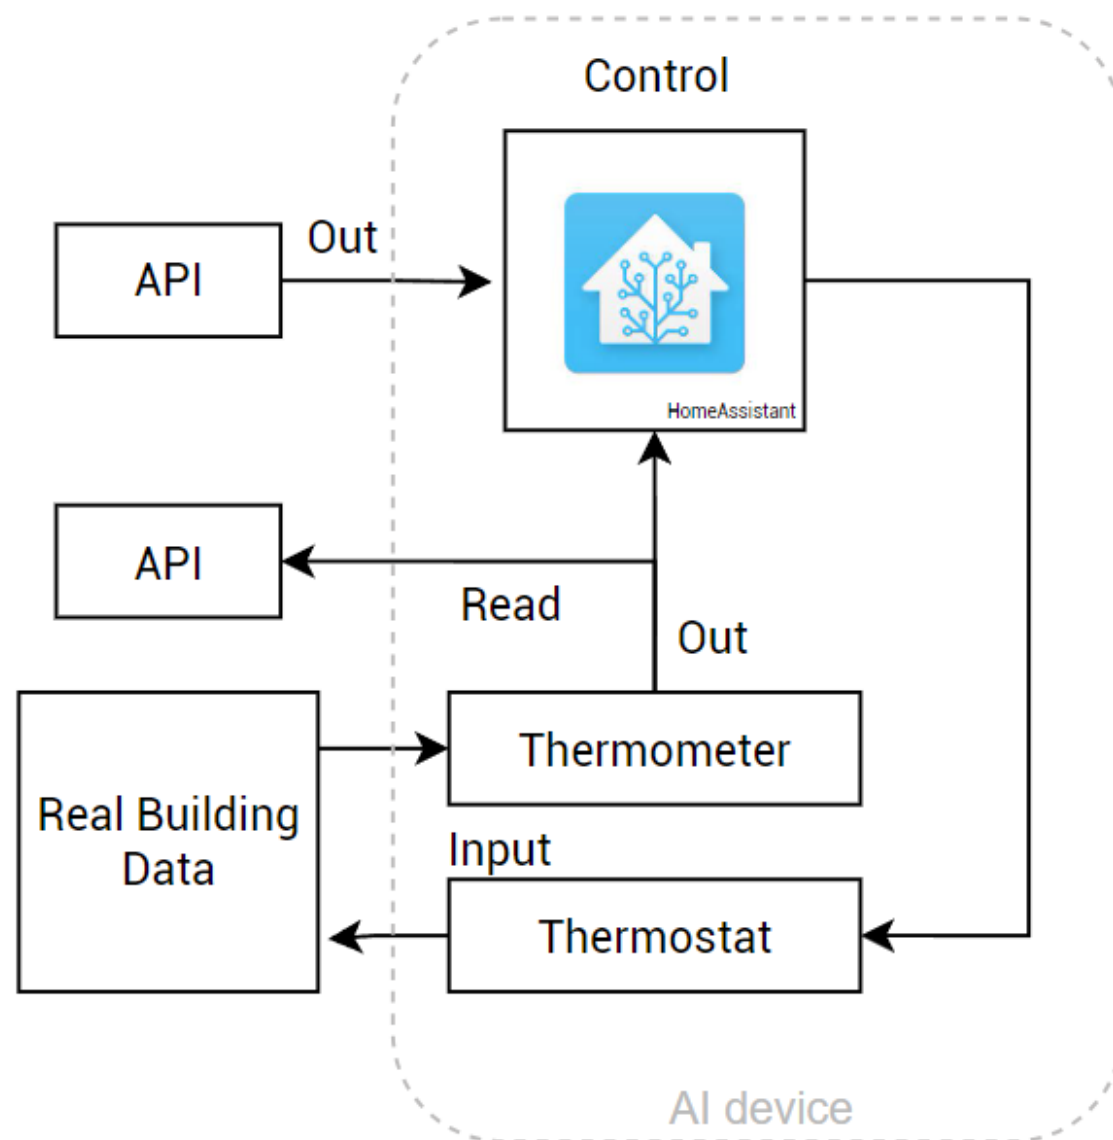 Control
Out
API
HomeAssistant
API
Read
Out
Thermometer
Real Building
Data
Input
Thermostat
AI device